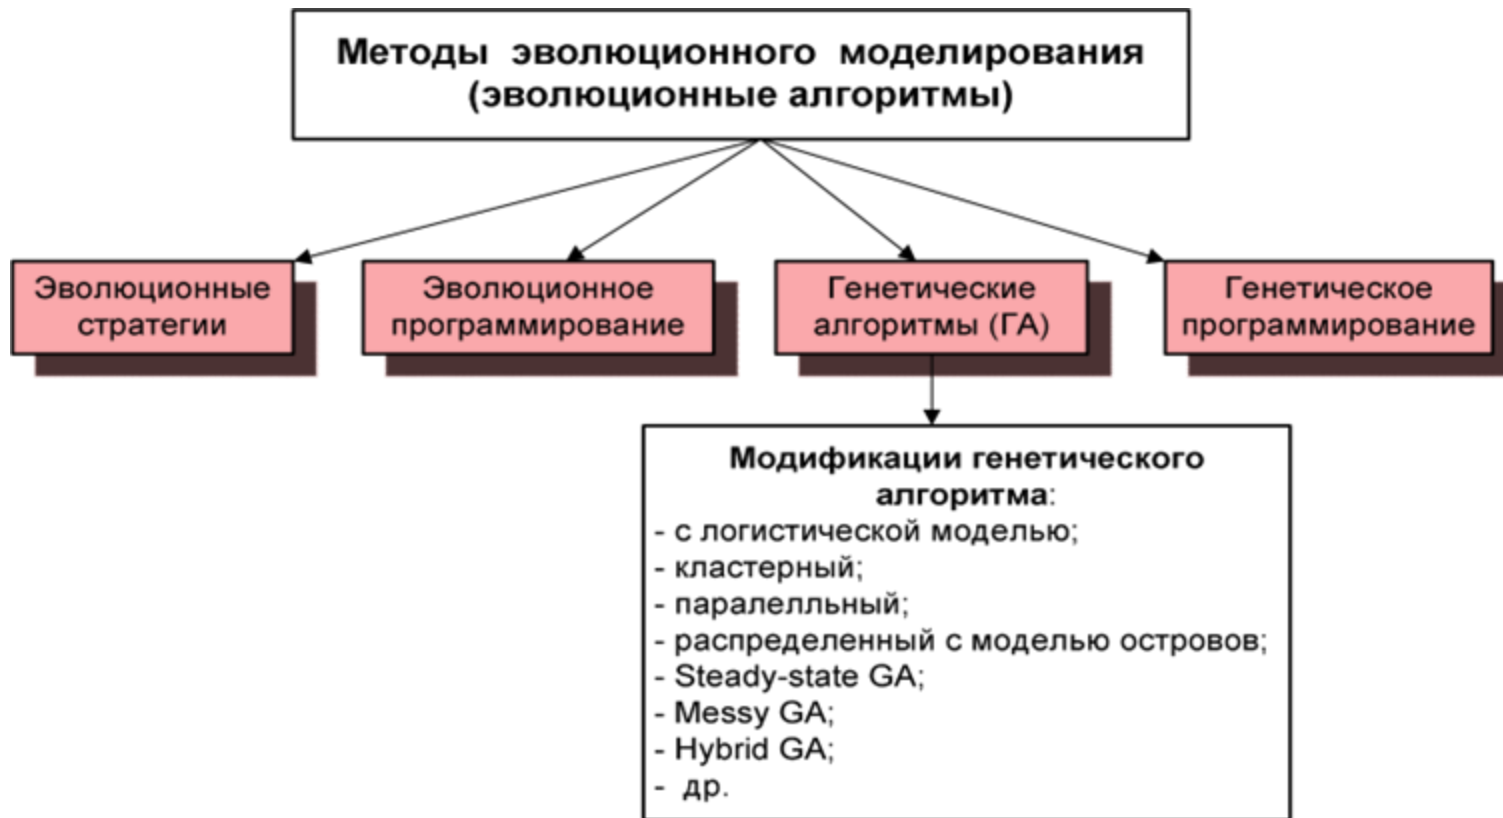 Методы эволюционного моделирования
(эволюционные алгоритмы)
Эволюционные
стратегии
Эволюционное
программирование
Генетические
алгоритмы (ГА)
Генетическое
программирование
Модификации генетического
алгоритма:
- с логистической моделью;
- кластерный;
- паралелльный;
- распределенный с моделью островов;
- Steady-state GA;
- Messy GA;
- Hybrid GA;
- др.